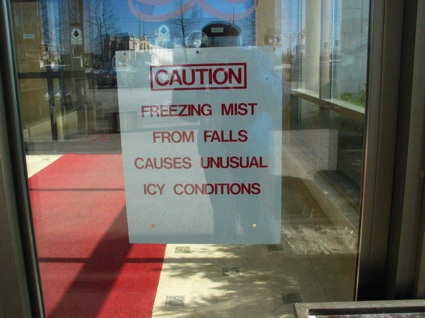 CAUTION
FREEZING MIST
FROM FALLS
CAUSES UNUSUAL
ICY CONDITIONS